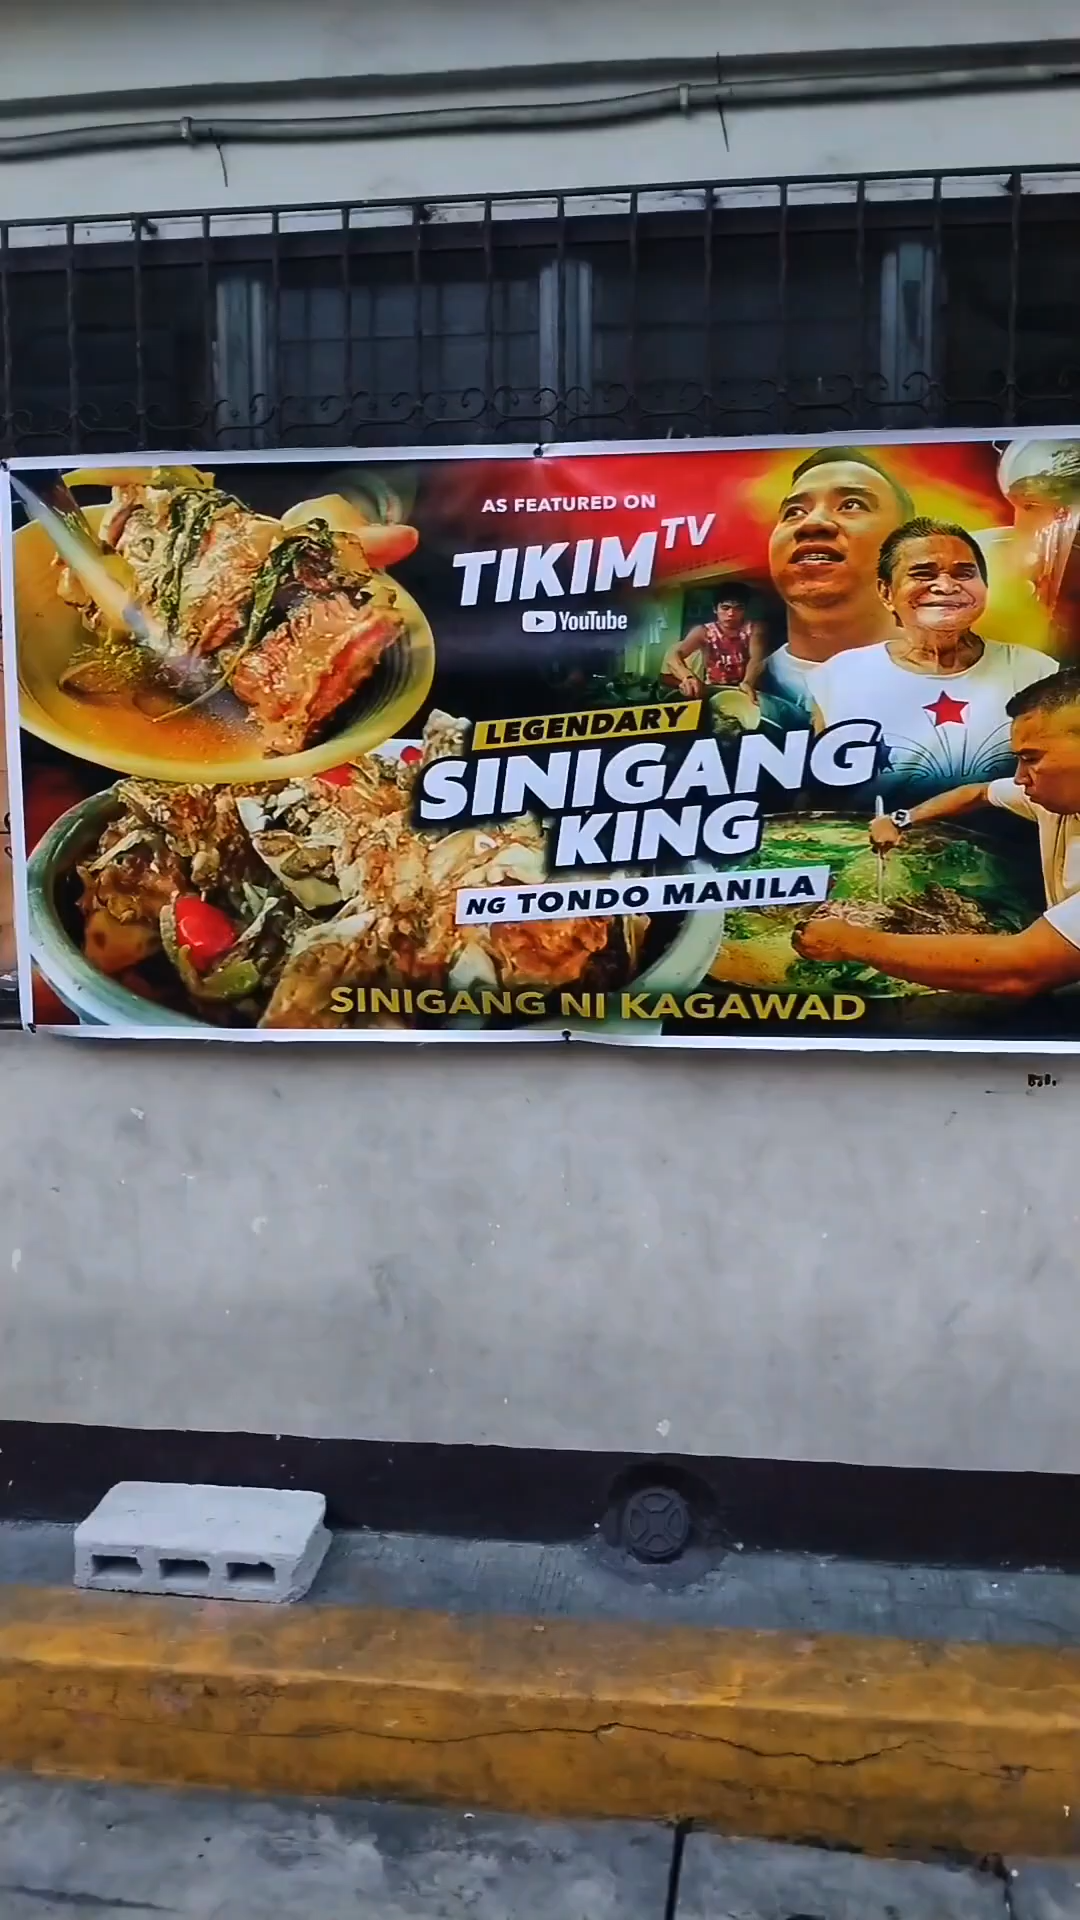 AS FEATURED ON
TIKIM TV
YouTube
LEGENDARY
SINIGANG
KING
NG TONDO MANILA
SINIGANG NI KAGAWAD